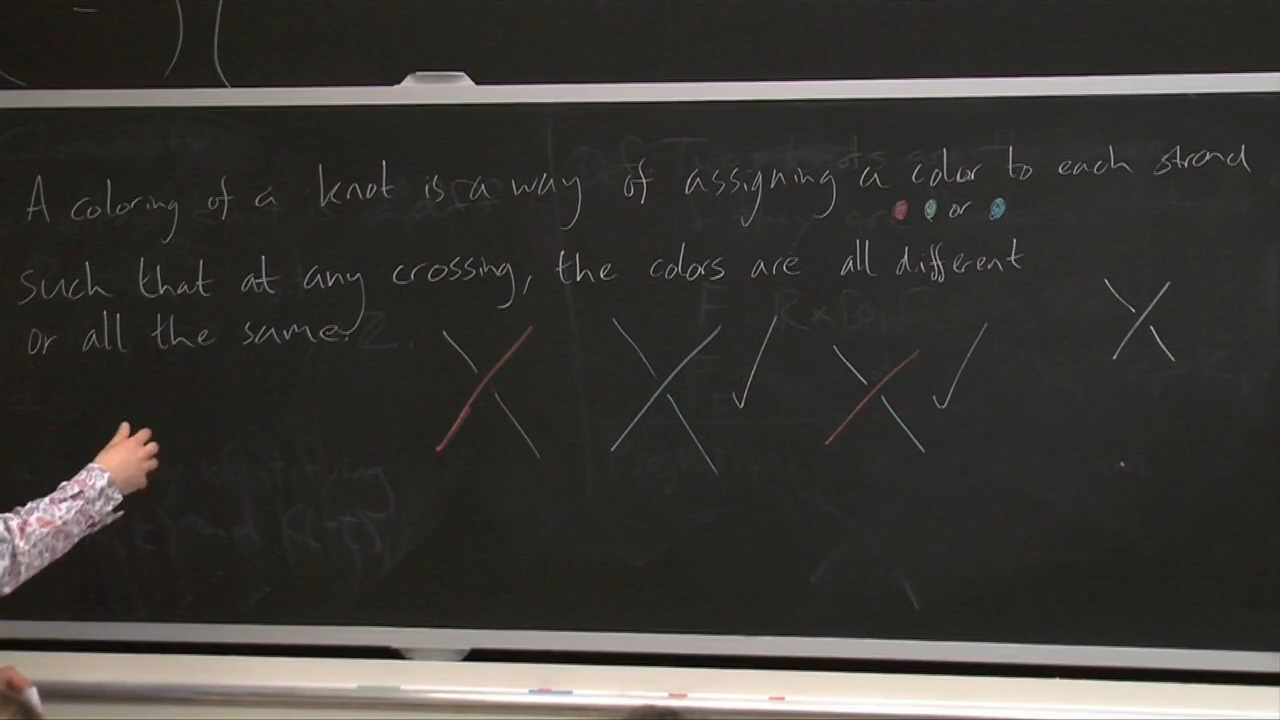 A coloring of a knot is a way of assigning a color to each strand
or
such that at any crossing, the colors are all different
or all the same.